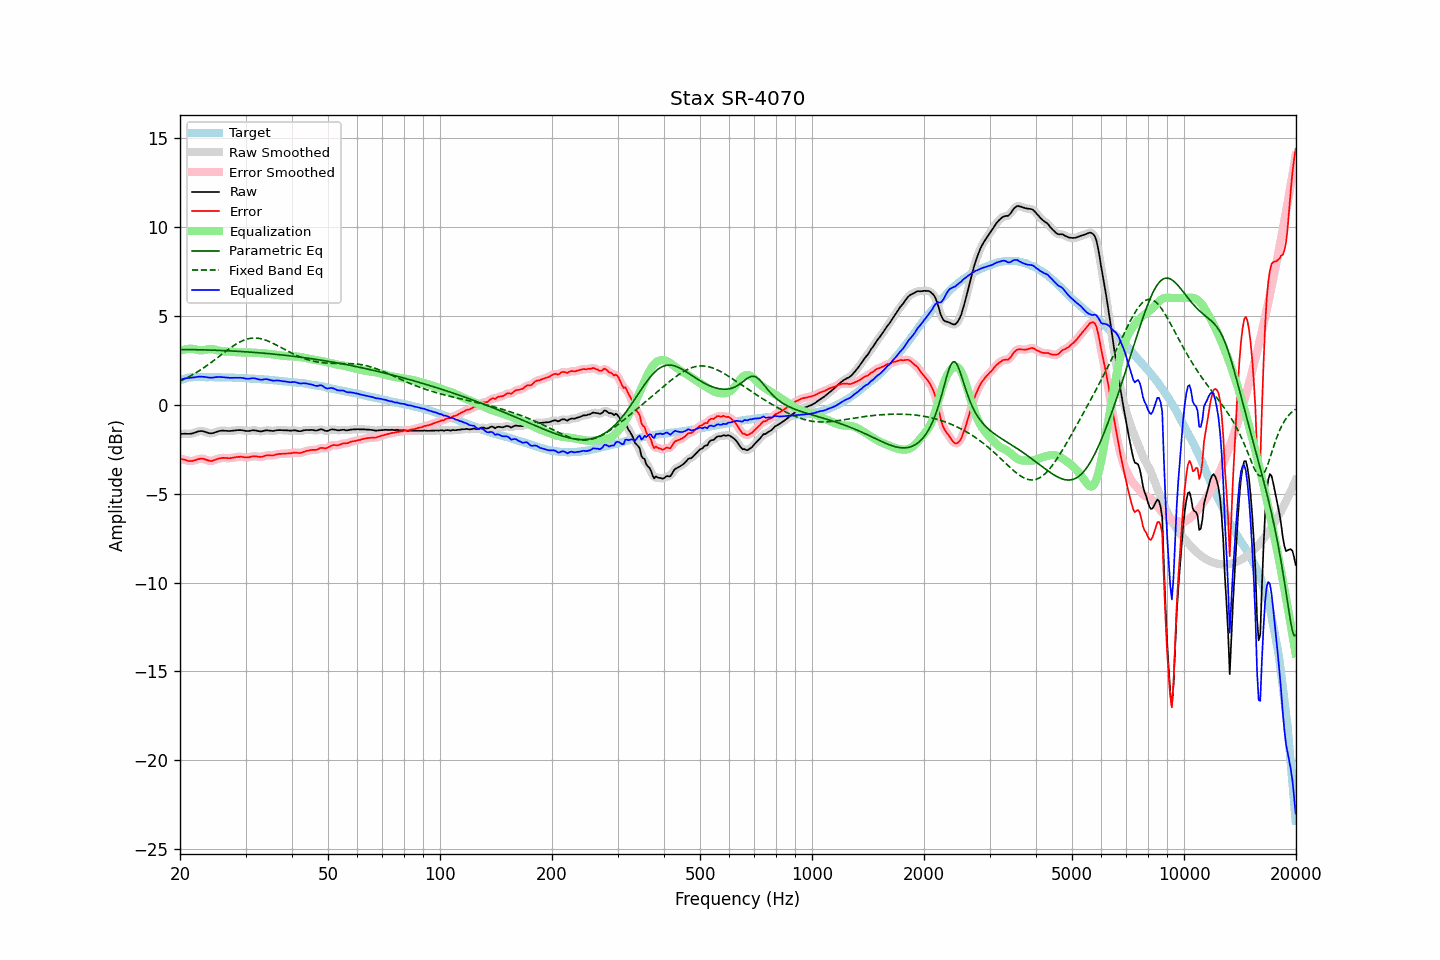 Stax SR-4070
Target
Raw Smoothed
Error Smoothed
Raw
Error
Equalization
Parametric Eq
Fixed Band Eq
Equalized
15
10
5
0
−5
−10
−15
−20
−25
Amplitude (dBr)
20
50
100
200
500
1000
2000
5000
10000
20000
Frequency (Hz)